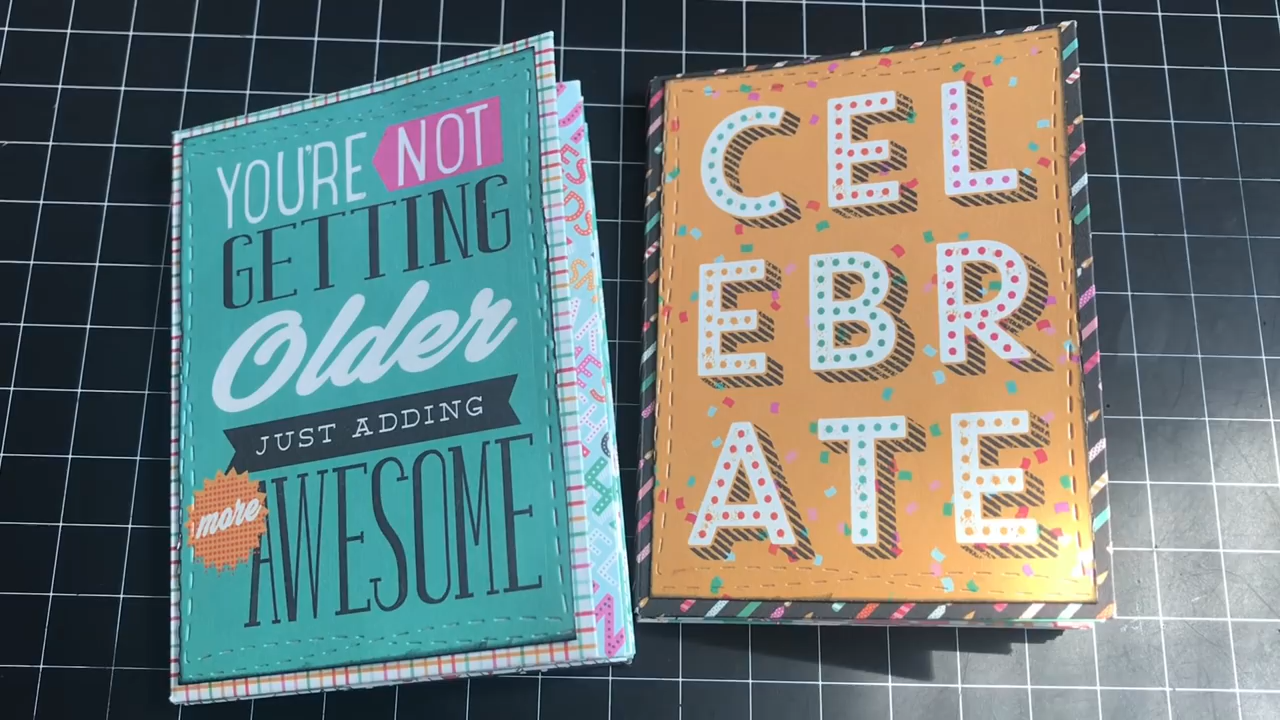 YOU'RE NOT
GETTING
Older
JUST ADDING
more
AWESOME
CEL
EBR
ATE